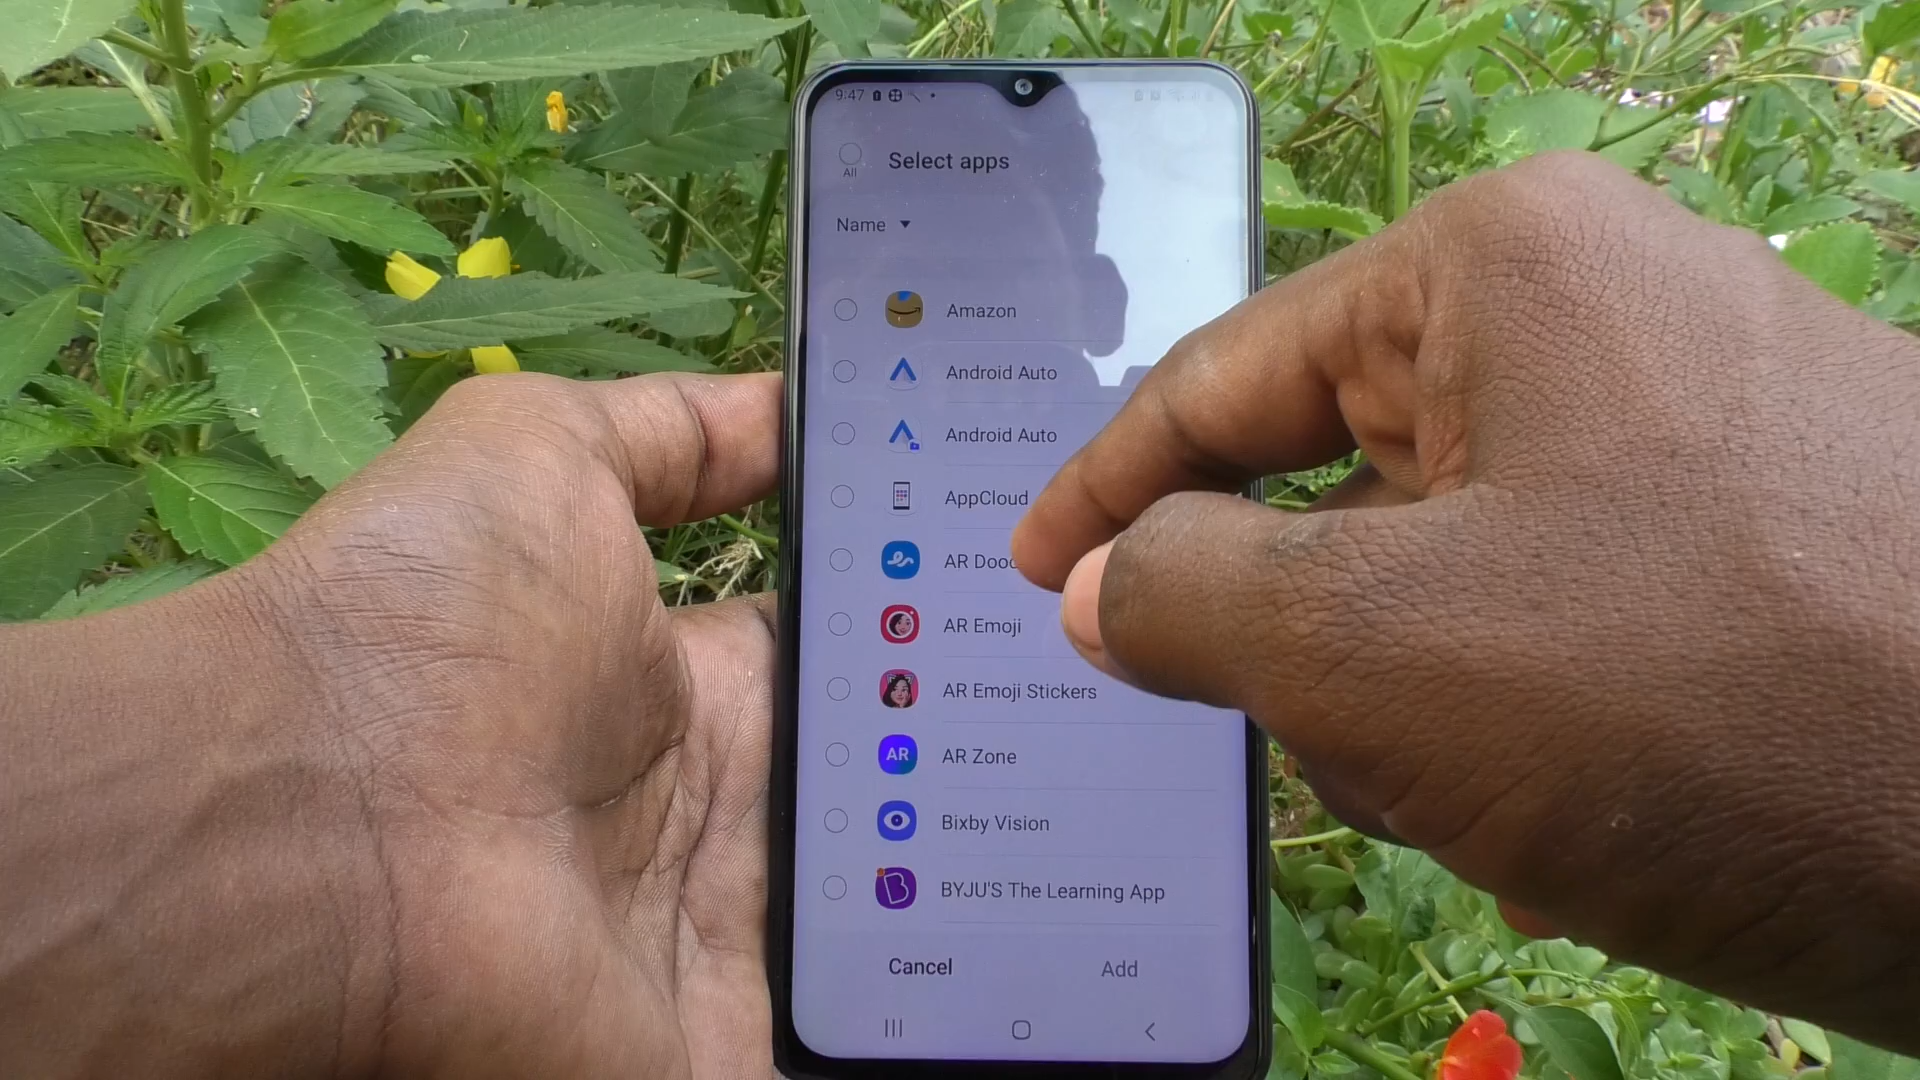 9:47
All
Select apps
Name
Amazon
Android Auto
Android Auto
AppCloud
AR Doo
AR Emoji
AR Emoji Stickers
AR
AR Zone
Bixby Vision
B
BYJU'S The Learning App
Cancel
Add